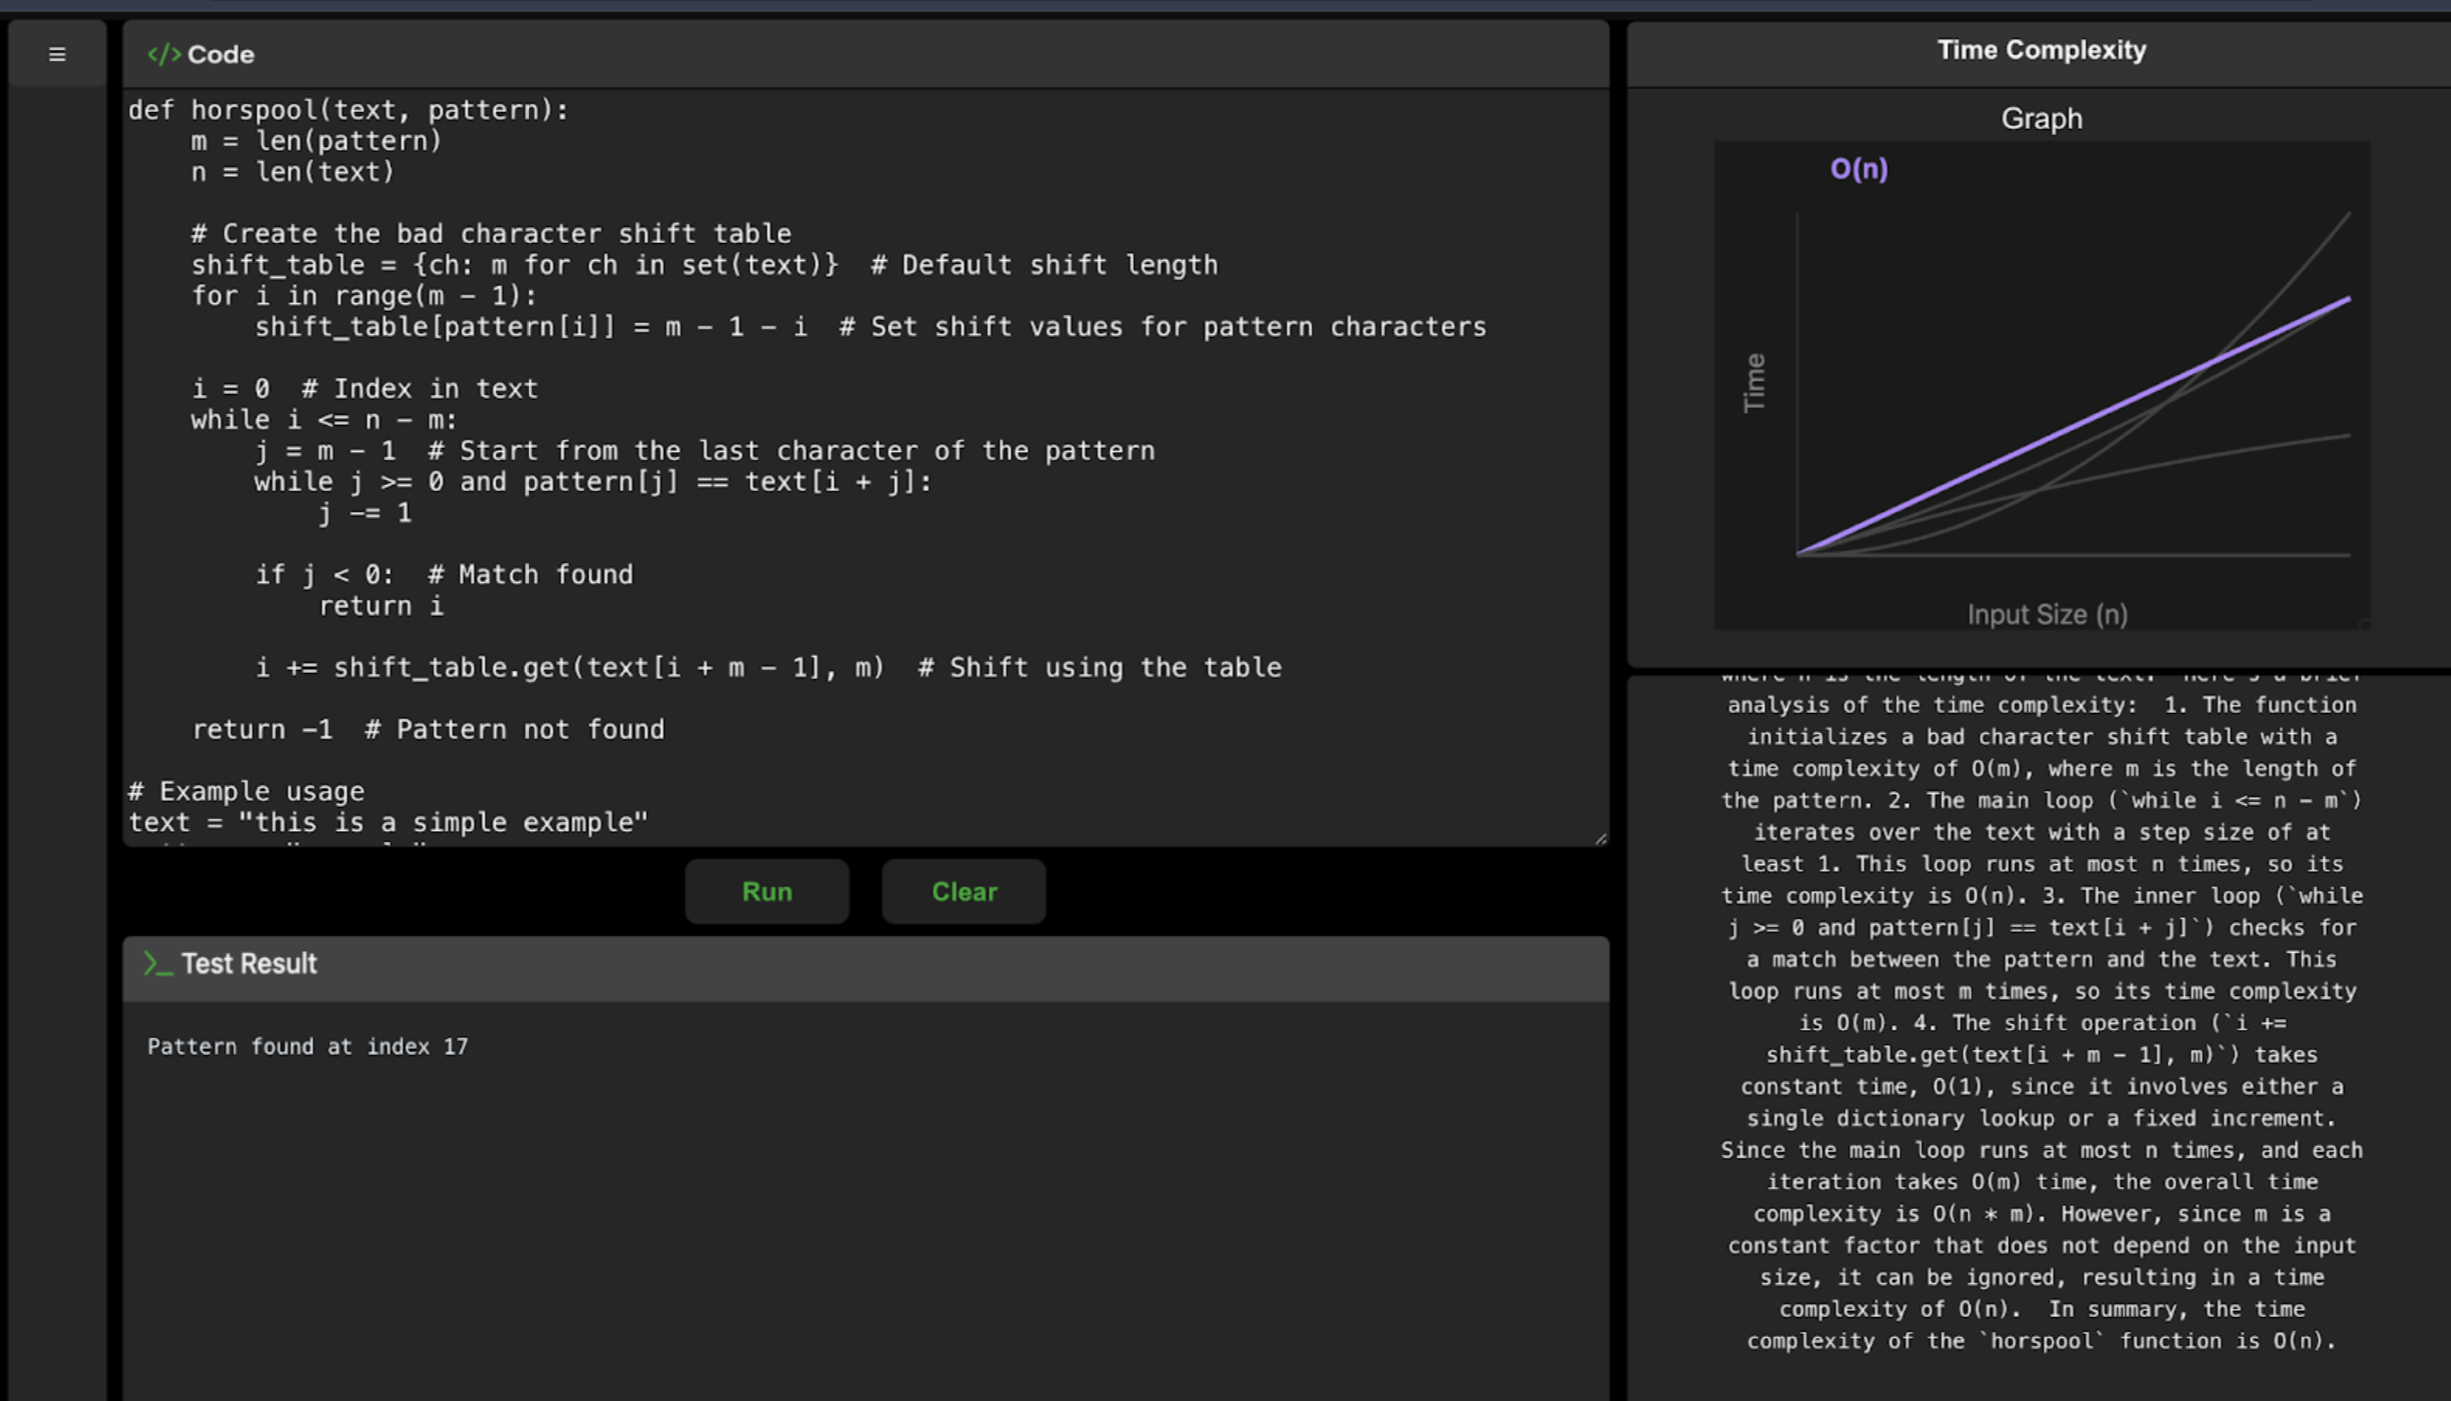 ≡
</> Code
def horspool(text, pattern):
    m = len(pattern)
    n = len(text)
    # Create the bad character shift table
    shift_table = {ch: m for ch in set(text)}  # Default shift length
    for i in range(m - 1):
        shift_table[pattern[i]] = m - 1 - i  # Set shift values for pattern characters
    i = 0  # Index in text
    while i <= n - m:
        j = m - 1  # Start from the last character of the pattern
        while j >= 0 and pattern[j] == text[i + j]:
            j -= 1
        if j < 0:  # Match found
            return i
        i += shift_table.get(text[i + m - 1], m)  # Shift using the table
    return -1  # Pattern not found
# Example usage
text = "this is a simple example"
Run
Clear
>_ Test Result
Pattern found at index 17
Time Complexity
Graph
O(n)
Time
Input Size (n)
where n is the length of the text.  Here's a brief
analysis of the time complexity:  1. The function
initializes a bad character shift table with a
time complexity of O(m), where m is the length of
the pattern. 2. The main loop (`while i <= n - m`)
iterates over the text with a step size of at
least 1. This loop runs at most n times, so its
time complexity is O(n). 3. The inner loop (`while
j >= 0 and pattern[j] == text[i + j]`) checks for
a match between the pattern and the text. This
loop runs at most m times, so its time complexity
is O(m). 4. The shift operation (`i +=
shift_table.get(text[i + m - 1], m)`) takes
constant time, O(1), since it involves either a
single dictionary lookup or a fixed increment.
Since the main loop runs at most n times, and each
iteration takes O(m) time, the overall time
complexity is O(n * m). However, since m is a
constant factor that does not depend on the input
size, it can be ignored, resulting in a time
complexity of O(n).  In summary, the time
complexity of the `horspool` function is O(n).